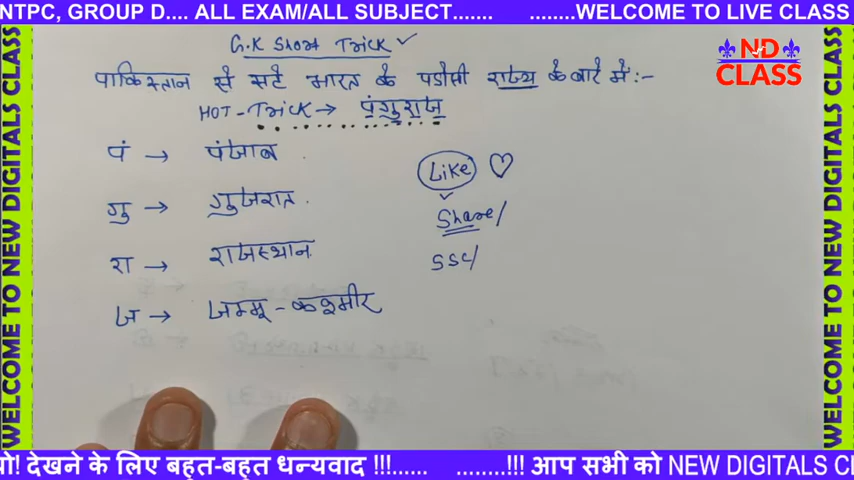 NTPC, GROUP D.... ALL EXAM/ALL SUBJECT....... ........WELCOME TO LIVE CLASS
ND
CLASS
G.K Short Trick ✓
पाकिस्तान से सटे भारत के पड़ोसी राज्य के बारे में:-
HOT-Trick → पंगुराज
पं → पंजाब
गु → गुजरात
रा → राजस्थान
ज → जम्मू-कश्मीर
Like
Share/
SSC/
WELCOME TO NEW DIGITALS CLASS
WELCOME TO NEW DIGITALS CLASS
देखने के लिए बहुत-बहुत धन्यवाद !!!...... ........!!! आप सभी को NEW DIGITALS